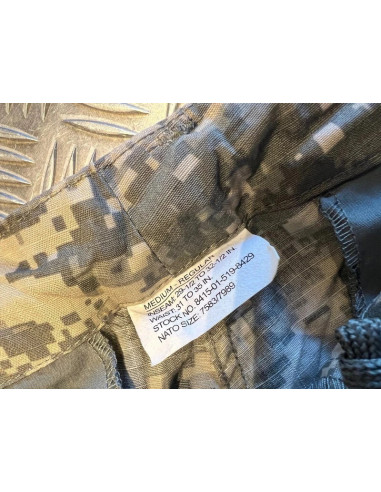 MEDIUM - REGULAR
INSEAM: 29-1/2 TO 32-1/2 IN.
WAIST: 31 TO 35 IN.
STOCK NO. 8415-01-519-8429
NATO SIZE: 7583/7989